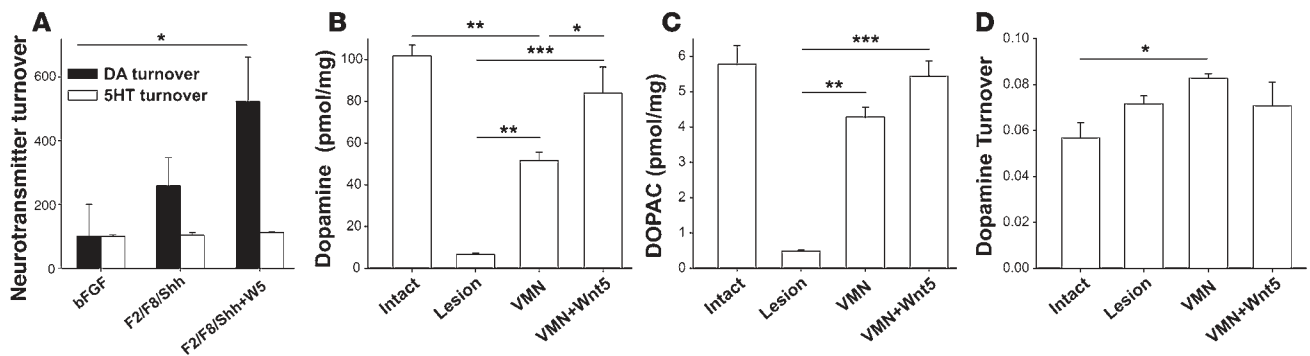 A
Neurotransmitter turnover
600
400
200
0
*
DA turnover
5HT turnover
bFGF
F2/F8/Shh
F2/F8/Shh+W5
B
Dopamine (pmol/mg)
100
80
60
40
20
0
** *
***
**
Intact
Lesion
VMN
VMN+Wnt5
C
DOPAC (pmol/mg)
6
5
4
3
2
1
0
***
**
Intact
Lesion
VMN
VMN+Wnt5
D
Dopamine Turnover
0.10
0.08
0.06
0.04
0.02
0.00
*
Intact
Lesion
VMN
VMN+Wnt5